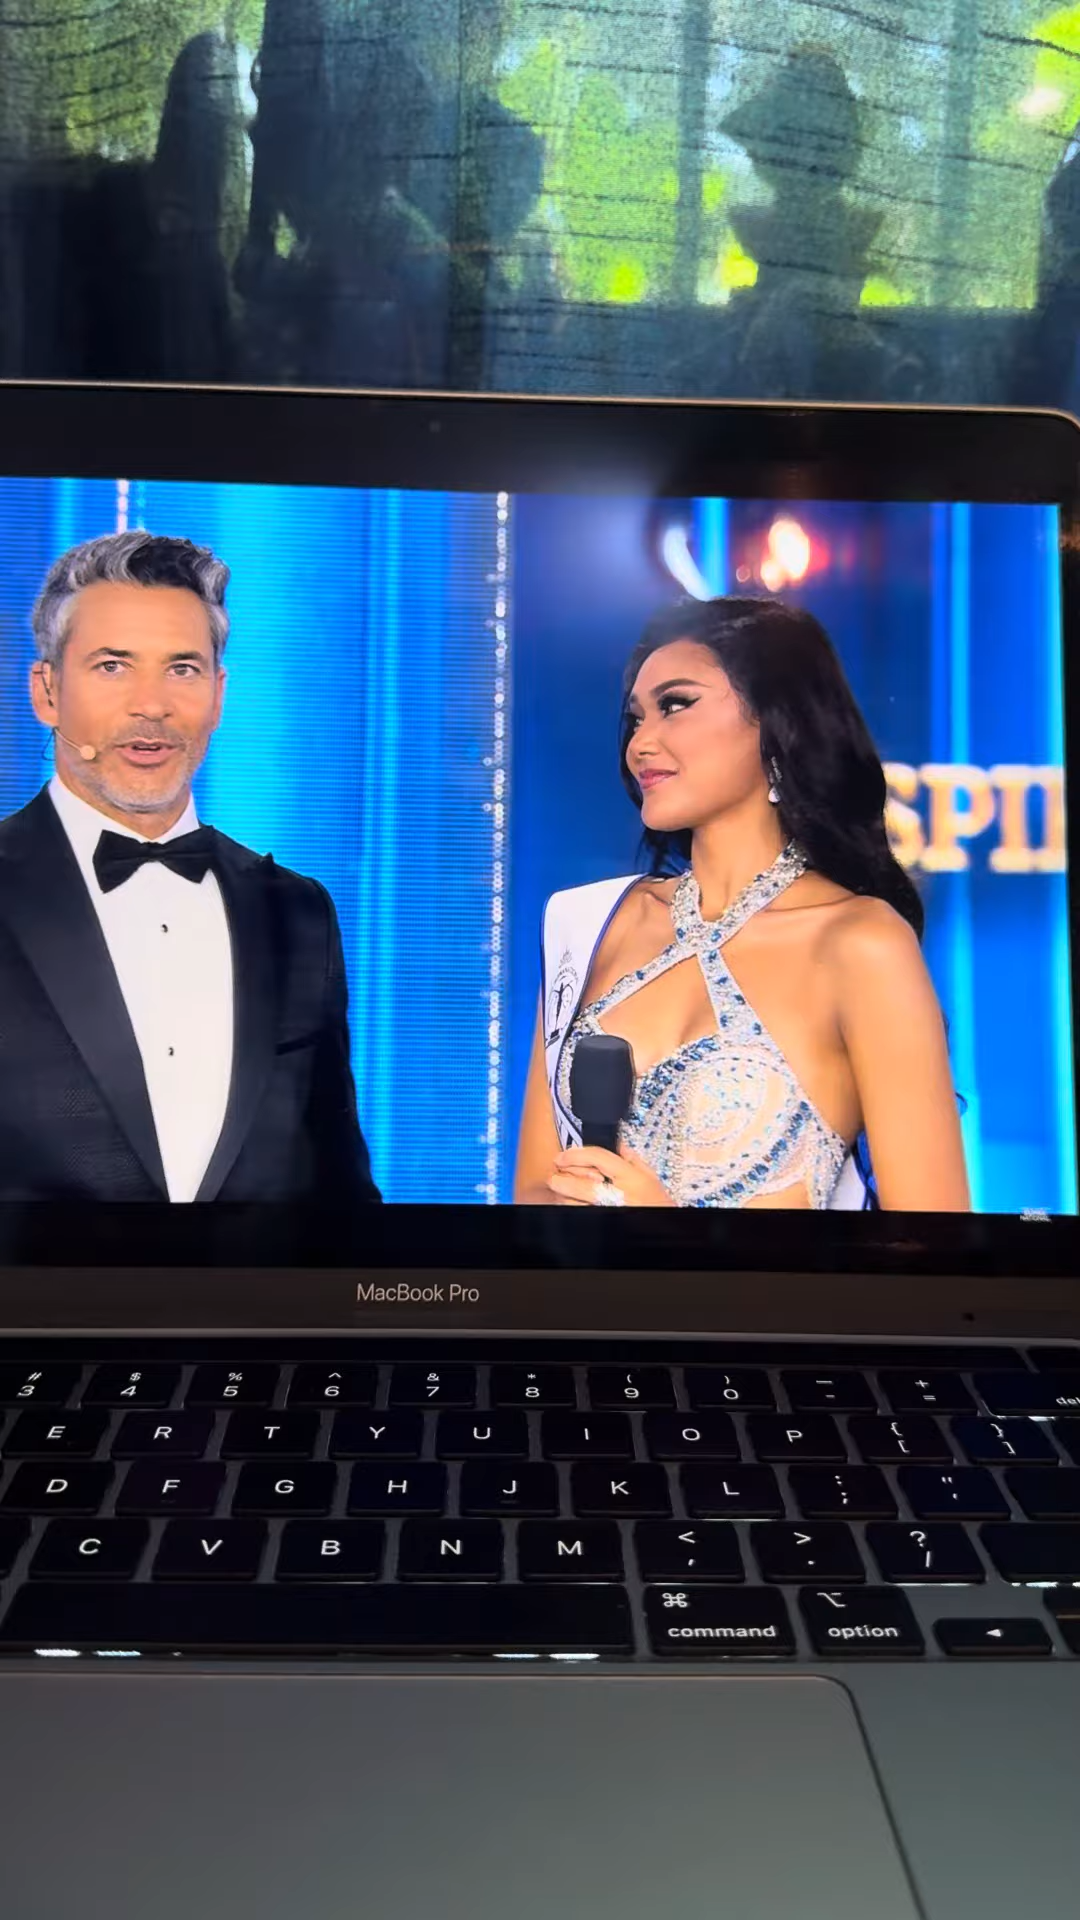 SPI
MacBook Pro
# $ % ^ & * ( ) _ +
3 4 5 6 7 8 9 0 - =
E R T Y U I O P { }
[ ]
D F G H J K L : "
; '
C V B N M < > ?
, . /
⌘ ⌥
command option ◀